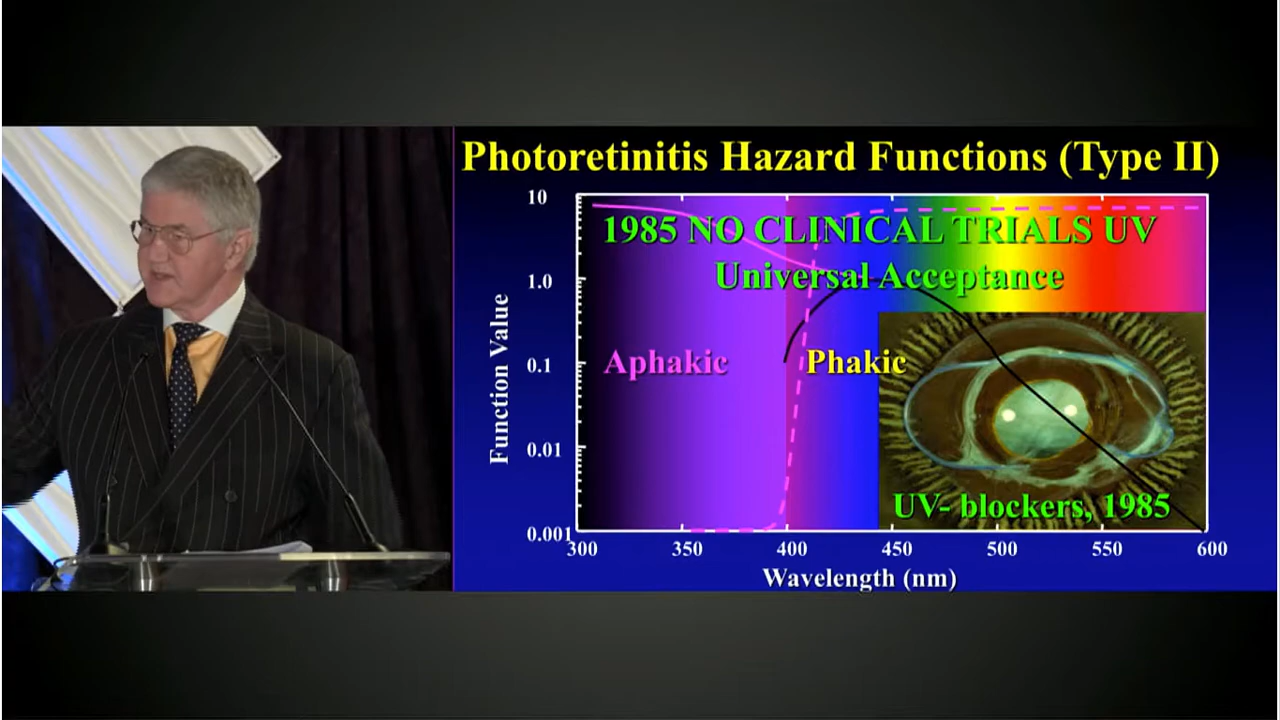 Photoretinitis Hazard Functions (Type II)
10
1985 NO CLINICAL TRIALS UV
Universal Acceptance
1.0
Function Value
0.1
Aphakic
Phakic
0.01
UV- blockers, 1985
0.001
300
350
400
450
500
550
600
Wavelength (nm)